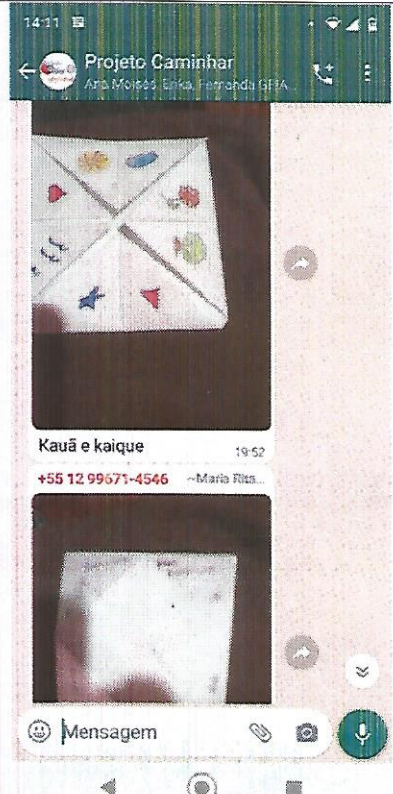 14:11
Projeto Caminhar
Ana Moisés, Erika, Fernanda GFIA...
Kauã e kaique
19:52
+55 12 99671-4546 ~Maria Rita...
Mensagem